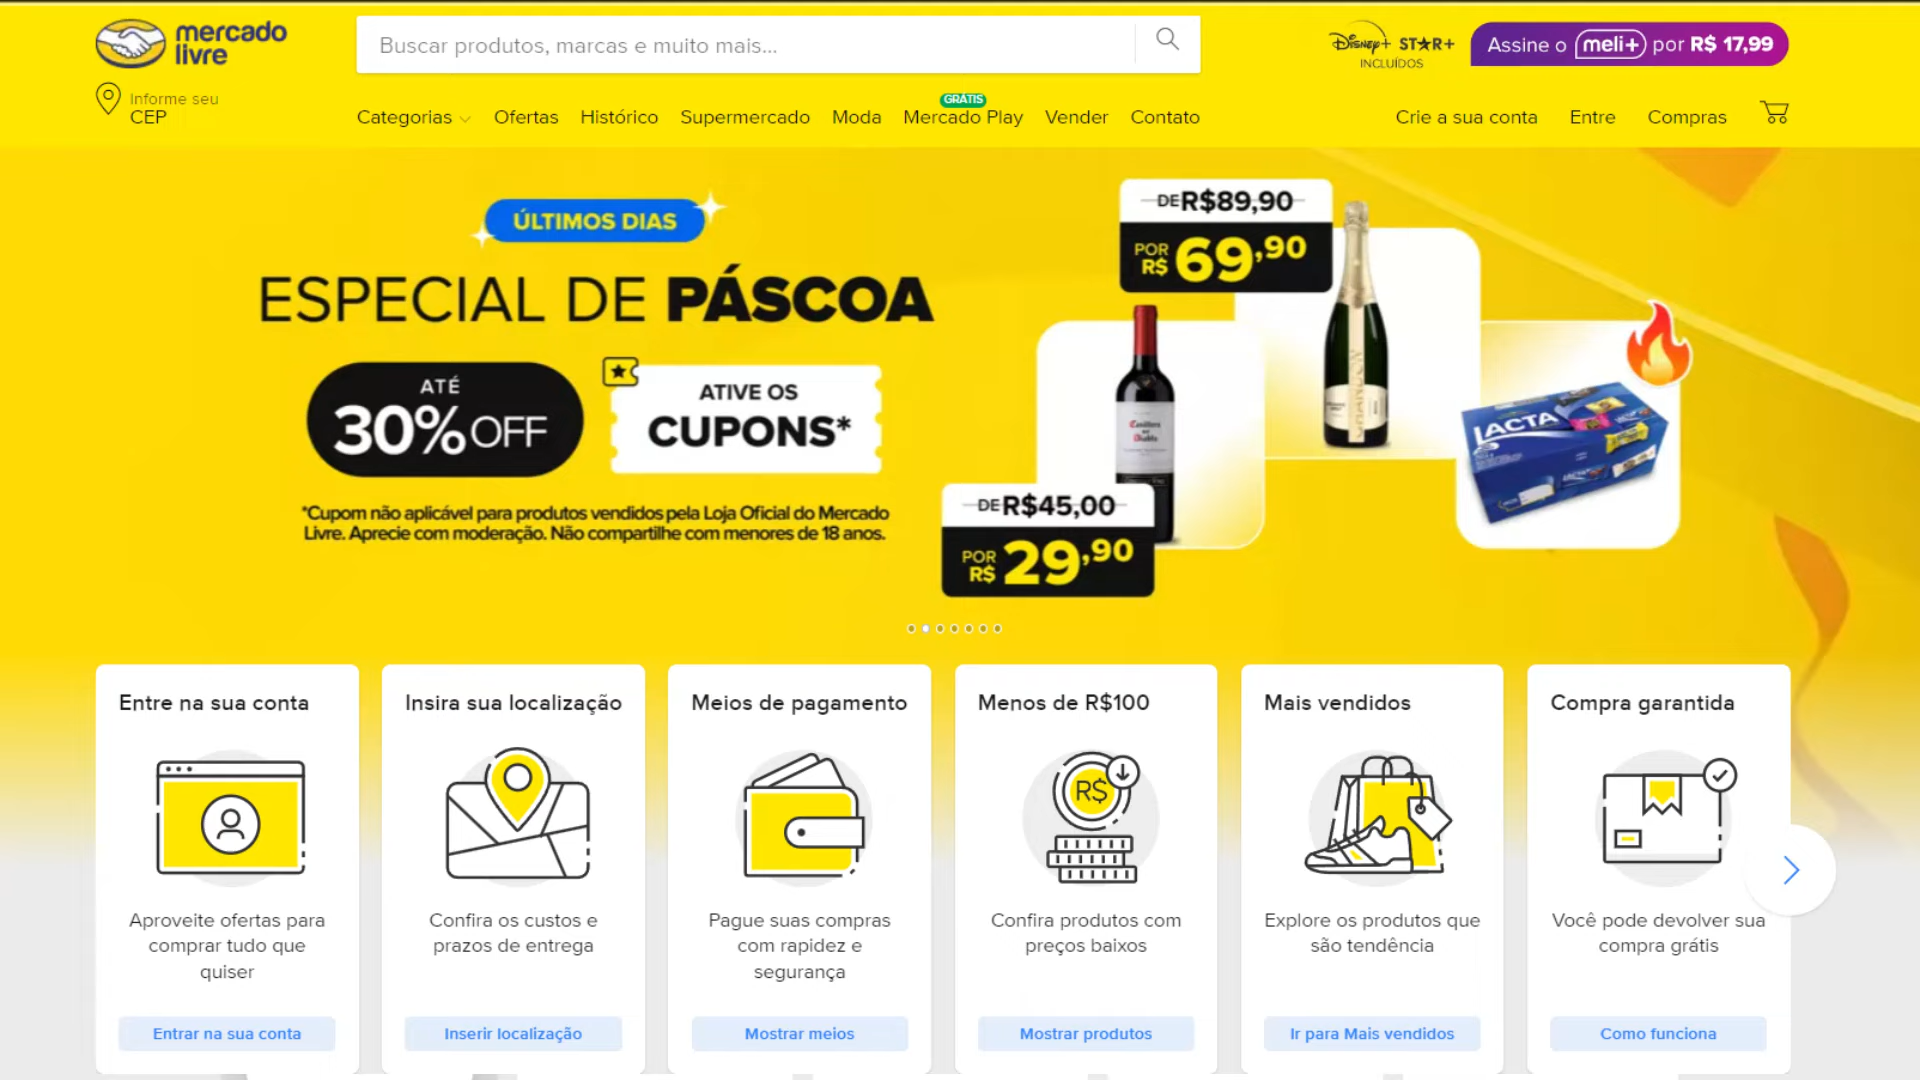 mercado
livre
Buscar produtos, marcas e muito mais...
Disney+ ST★R+
INCLUÍDOS
Assine o meli+ por R$ 17,99
Informe seu
CEP
Categorias
Ofertas
Histórico
Supermercado
Moda
GRÁTIS
Mercado Play
Vender
Contato
Crie a sua conta
Entre
Compras
ÚLTIMOS DIAS
ESPECIAL DE PÁSCOA
ATÉ
30% OFF
ATIVE OS
CUPONS*
*Cupom não aplicável para produtos vendidos pela Loja Oficial do Mercado
Livre. Aprecie com moderação. Não compartilhe com menores de 18 anos.
DE R$89,90
POR R$ 69,90
CHANDON
Casillero
del
Diablo
DE R$45,00
POR R$ 29,90
LACTA
Entre na sua conta
Aproveite ofertas para
comprar tudo que
quiser
Entrar na sua conta
Insira sua localização
Confira os custos e
prazos de entrega
Inserir localização
Meios de pagamento
Pague suas compras
com rapidez e
segurança
Mostrar meios
Menos de R$100
R$
Confira produtos com
preços baixos
Mostrar produtos
Mais vendidos
Explore os produtos que
são tendência
Ir para Mais vendidos
Compra garantida
Você pode devolver sua
compra grátis
Como funciona